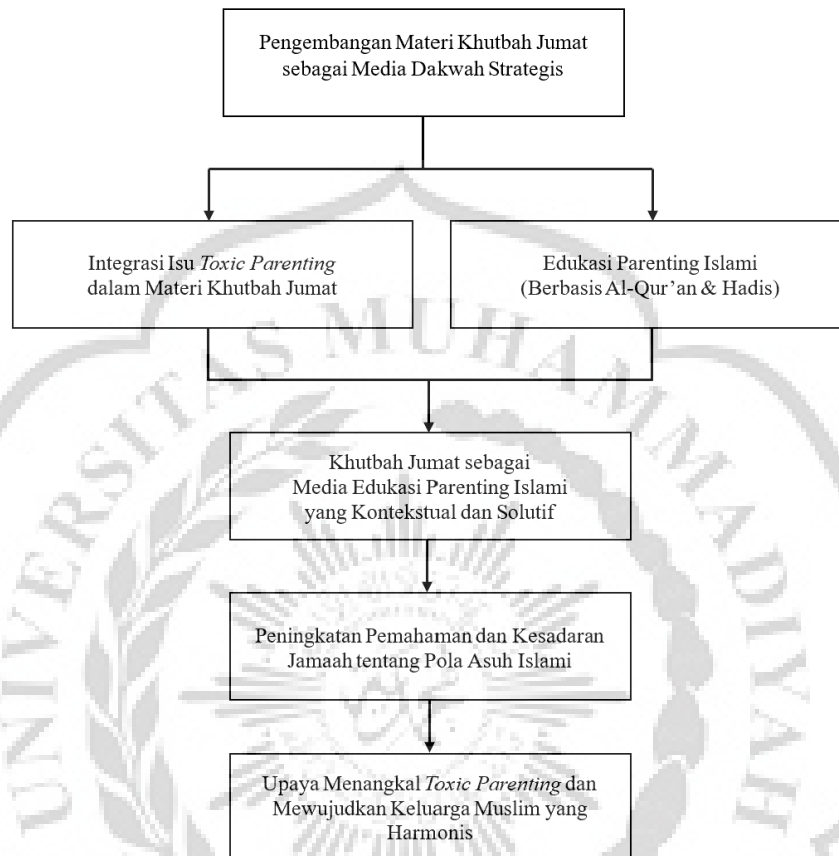 Pengembangan Materi Khutbah Jumat
sebagai Media Dakwah Strategis
Integrasi Isu Toxic Parenting
dalam Materi Khutbah Jumat
Edukasi Parenting Islami
(Berbasis Al-Qur’an & Hadis)
Khutbah Jumat sebagai
Media Edukasi Parenting Islami
yang Kontekstual dan Solutif
Peningkatan Pemahaman dan Kesadaran
Jamaah tentang Pola Asuh Islami
Upaya Menangkal Toxic Parenting dan
Mewujudkan Keluarga Muslim yang
Harmonis
UNIVERSITAS MUHAMMADIYAH